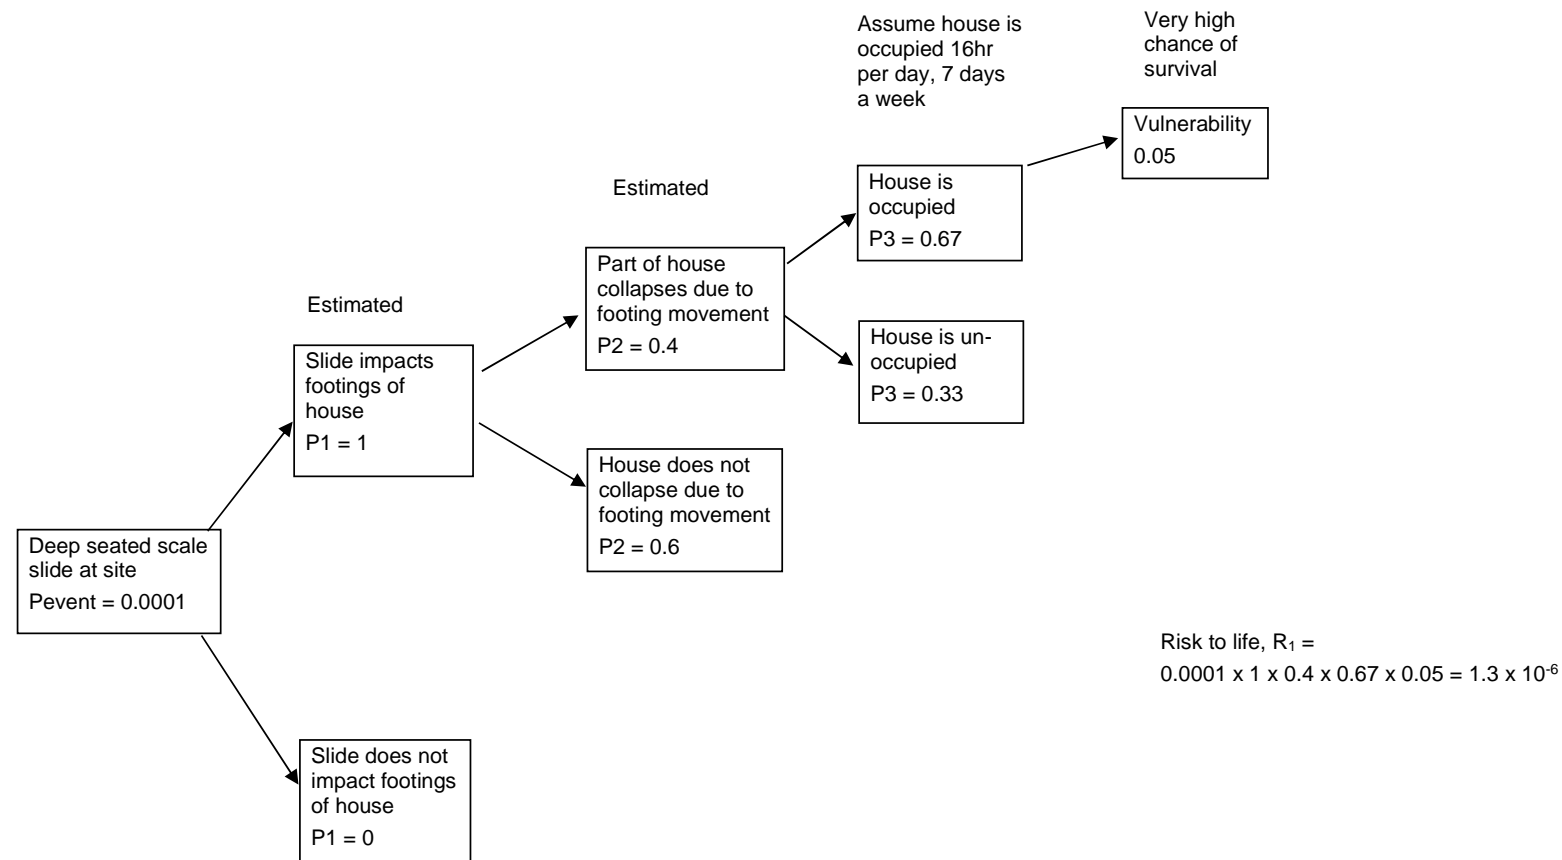 Assume house is
occupied 16hr
per day, 7 days
a week
Very high
chance of
survival
Vulnerability
0.05
Estimated
House is
occupied
P3 = 0.67
Estimated
Part of house
collapses due to
footing movement
P2 = 0.4
House is un-
occupied
P3 = 0.33
Slide impacts
footings of
house
P1 = 1
House does not
collapse due to
footing movement
P2 = 0.6
Deep seated scale
slide at site
Pevent = 0.0001
Risk to life, R₁ =
0.0001 x 1 x 0.4 x 0.67 x 0.05 = 1.3 x 10⁻⁶
Slide does not
impact footings
of house
P1 = 0